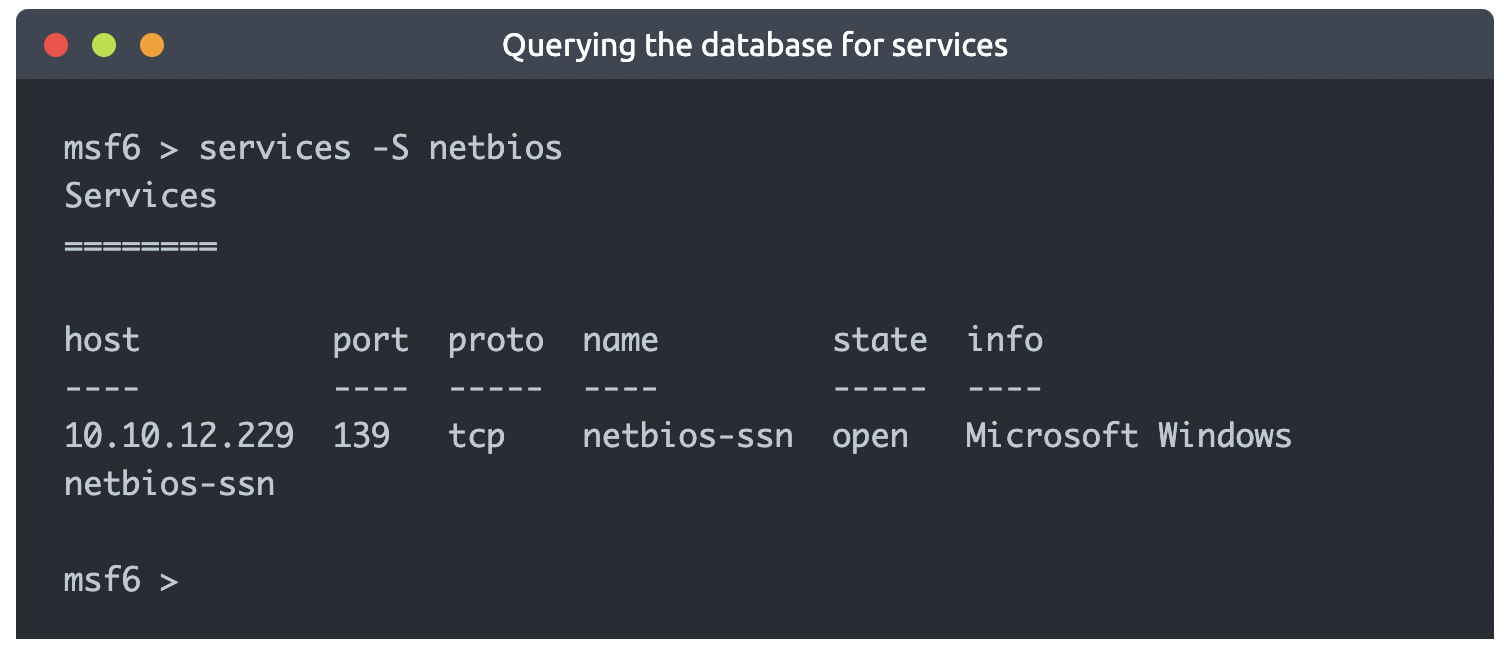 Querying the database for services
msf6 > services -S netbios
Services
========
host          port  proto  name         state  info
----          ----  -----  ----         -----  ----
10.10.12.229  139   tcp    netbios-ssn  open   Microsoft Windows
netbios-ssn
msf6 >